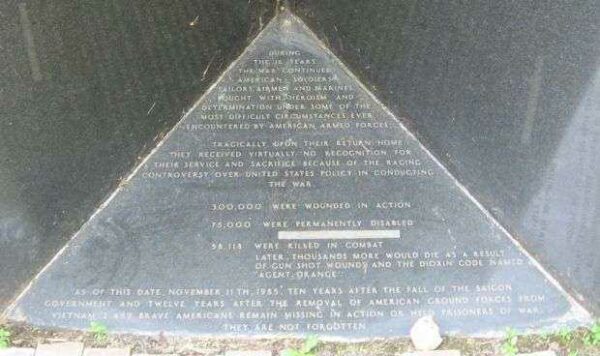 DURING
THE 16 YEARS
THE WAR CONTINUED
AMERICAN SOLDIERS
SAILORS, AIRMEN AND MARINES
FOUGHT WITH HEROISM AND
DETERMINATION UNDER SOME OF THE
MOST DIFFICULT CIRCUMSTANCES EVER
ENCOUNTERED BY AMERICAN ARMED FORCES.
TRAGICALLY UPON THEIR RETURN HOME
THEY RECEIVED VIRTUALLY NO RECOGNITION FOR
THEIR SERVICE AND SACRIFICE BECAUSE OF THE RAGING
CONTROVERSY OVER UNITED STATES POLICY IN CONDUCTING
THE WAR
300,000 WERE WOUNDED IN ACTION
75,000 WERE PERMANENTLY DISABLED
58,118 WERE KILLED IN COMBAT
LATER, THOUSANDS MORE WOULD DIE AS A RESULT
OF GUN SHOT WOUNDS AND THE DIOXIN CODE NAMED
"AGENT ORANGE"
AS OF THIS DATE, NOVEMBER 11TH, 1985, TEN YEARS AFTER THE FALL OF THE SAIGON
GOVERNMENT AND TWELVE YEARS AFTER THE REMOVAL OF AMERICAN GROUND FORCES FROM
VIETNAM BRAVE AMERICANS REMAIN MISSING IN ACTION OR HELD PRISONERS OF WAR.
THEY ARE NOT FORGOTTEN